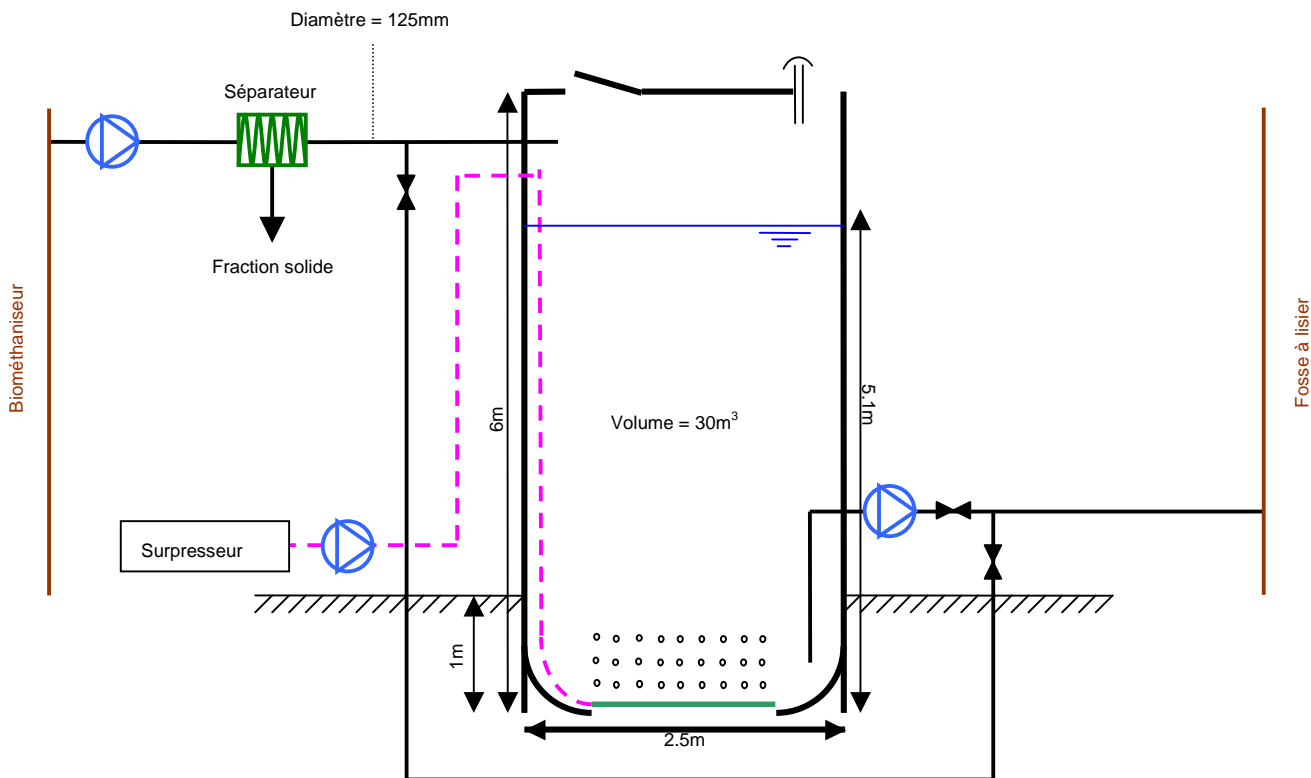 Diamètre = 125mm
Séparateur
Fraction solide
Biométhaniseur
Fosse à lisier
6m
5.1m
Volume = 30m³
Surpresseur
1m
2.5m